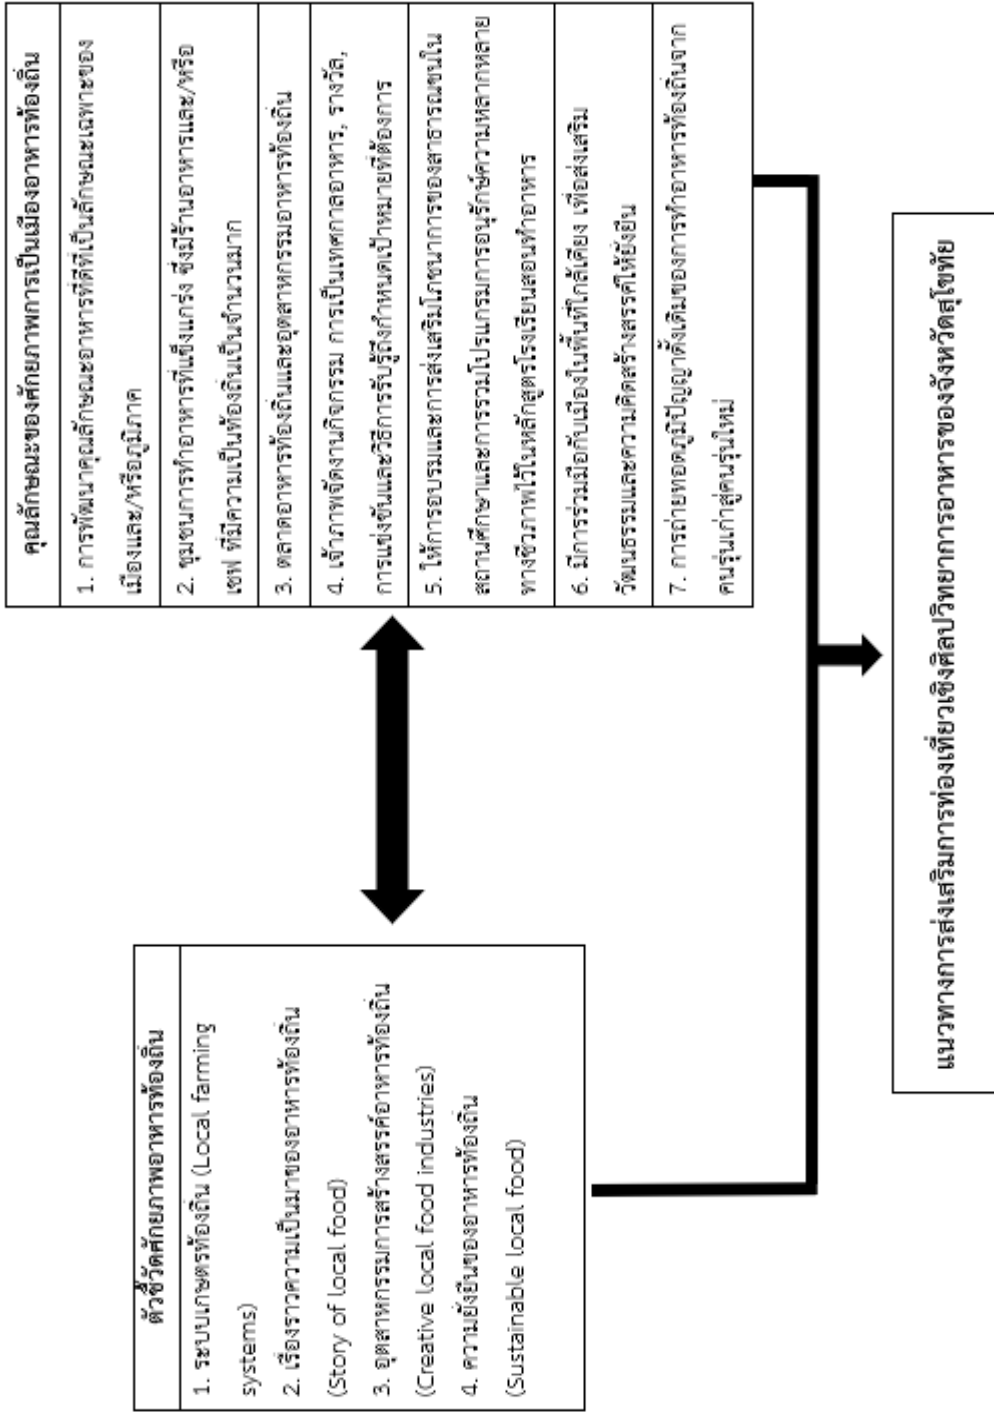 ตัวชี้วัดศักยภาพอาหารท้องถิ่น
1. ระบบเกษตรท้องถิ่น (Local farming
systems)
2. เรื่องราวความเป็นมาของอาหารท้องถิ่น
(Story of local food)
3. อุตสาหกรรมการสร้างสรรค์อาหารท้องถิ่น
(Creative local food industries)
4. ความยั่งยืนของอาหารท้องถิ่น
(Sustainable local food)
คุณลักษณะของศักยภาพการเป็นเมืองอาหารท้องถิ่น
1. การพัฒนาคุณลักษณะอาหารที่ดีที่เป็นลักษณะเฉพาะของ
เมืองและ/หรือภูมิภาค
2. ชุมชนการทำอาหารที่แข็งแกร่ง ซึ่งมีร้านอาหารและ/หรือ
เชฟ ที่มีความเป็นท้องถิ่นเป็นจำนวนมาก
3. ตลาดอาหารท้องถิ่นและอุตสาหกรรมอาหารท้องถิ่น
4. เจ้าภาพจัดงานกิจกรรม การเป็นเทศกาลอาหาร, รางวัล,
การแข่งขันและวิธีการรับรู้ถึงกำหนดเป้าหมายที่ต้องการ
5. ให้การอบรมและการส่งเสริมโภชนาการของสาธารณชนใน
สถานศึกษาและการรวมโปรแกรมการอนุรักษ์ความหลากหลาย
ทางชีวภาพไว้ในหลักสูตรโรงเรียนสอนทำอาหาร
6. มีการร่วมมือกับเมืองในพื้นที่ใกล้เคียง เพื่อส่งเสริม
วัฒนธรรมและความคิดสร้างสรรค์ให้ยั่งยืน
7. การถ่ายทอดภูมิปัญญาดั้งเดิมของการทำอาหารท้องถิ่นจาก
คนรุ่นเก่าสู่คนรุ่นใหม่
แนวทางการส่งเสริมการท่องเที่ยวเชิงศิลปวิทยาการอาหารของจังหวัดสุโขทัย